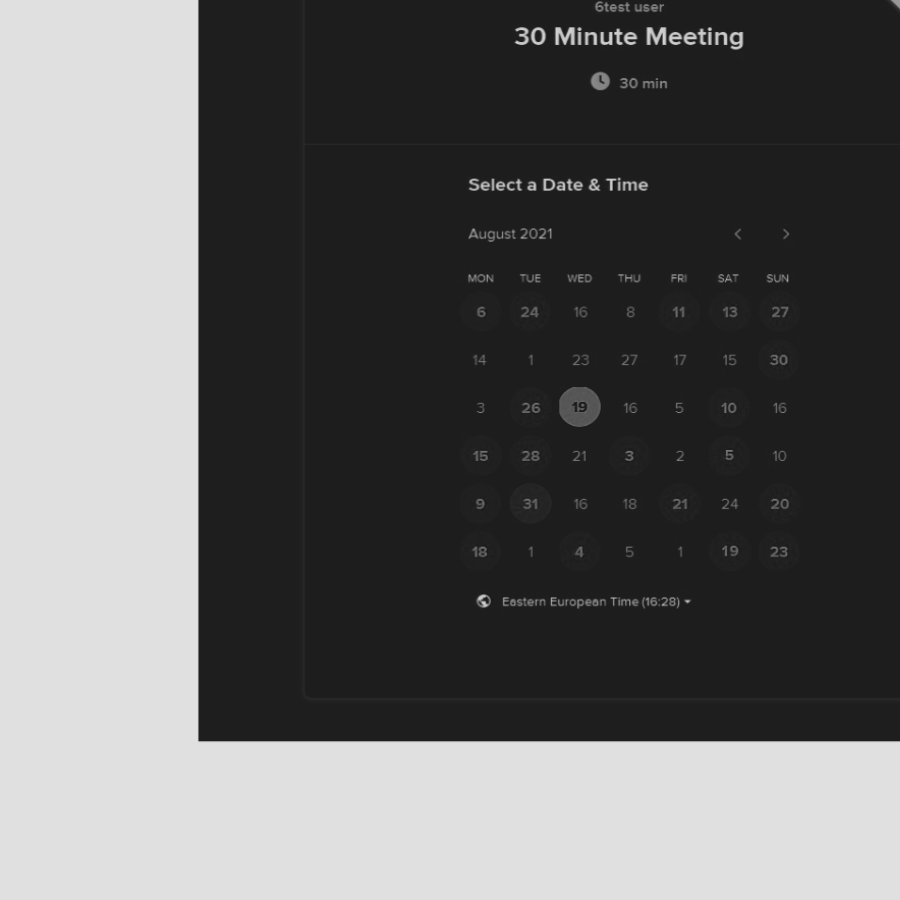 6test user
30 Minute Meeting
30 min
Select a Date & Time
August 2021
MON TUE WED THU FRI SAT SUN
6 24 16 8 11 13 27
14 1 23 27 17 15 30
3 26 19 16 5 10 16
15 28 21 3 2 5 10
9 31 16 18 21 24 20
18 1 4 5 1 19 23
Eastern European Time (16:28)